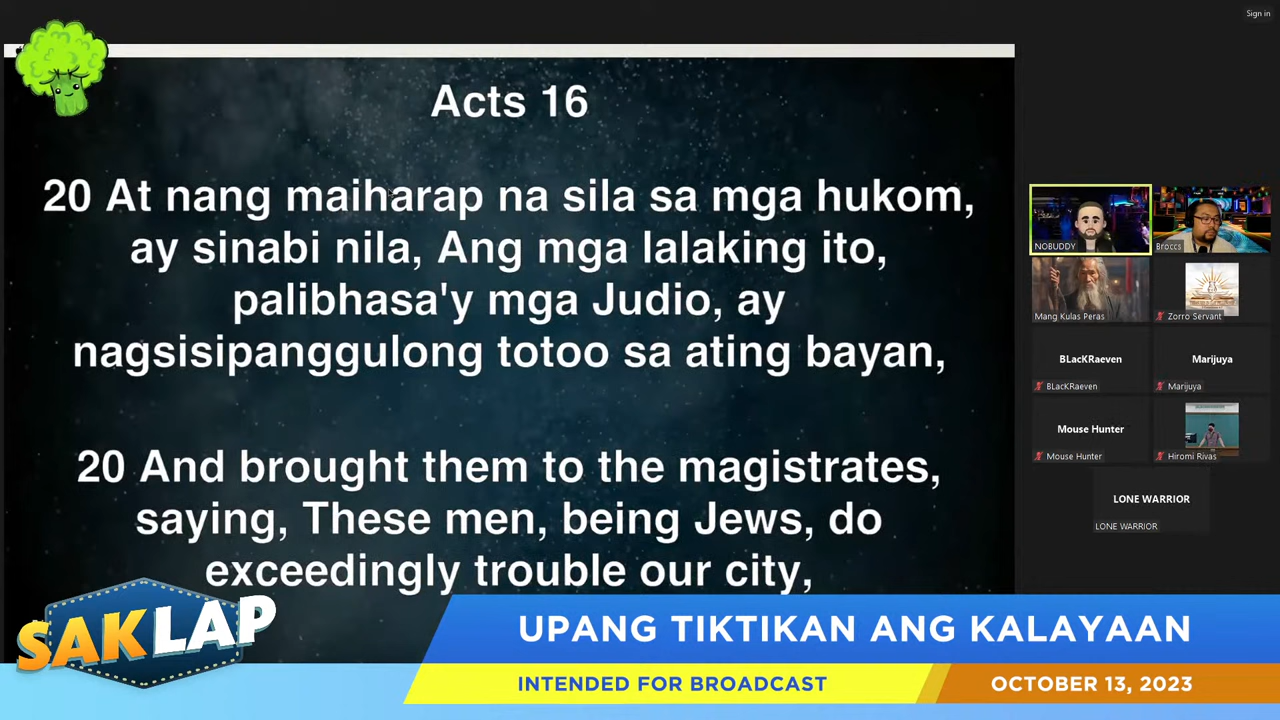 Sign in
Acts 16
20 At nang maiharap na sila sa mga hukom,
ay sinabi nila, Ang mga lalaking ito,
palibhasa'y mga Judio, ay
nagsisipanggulong totoo sa ating bayan,
20 And brought them to the magistrates,
saying, These men, being Jews, do
exceedingly trouble our city,
NOBUDDY
Broccs
Mang Kulas Peras
Zorro Servant
BLacKRaeven
BLacKRaeven
Marijuya
Marijuya
Mouse Hunter
Mouse Hunter
Hiromi Rivas
LONE WARRIOR
LONE WARRIOR
SAKLAP
UPANG TIKTIKAN ANG KALAYAAN
INTENDED FOR BROADCAST
OCTOBER 13, 2023